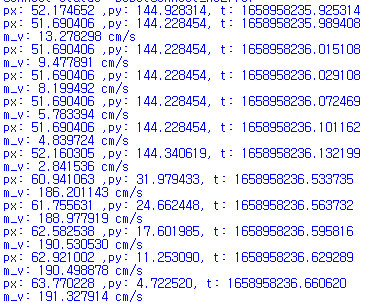 px: 52.174652 ,py: 144.928314, t: 1658958235.925314
px: 51.690406 ,py: 144.228454, t: 1658958235.989408
m_v: 13.278298 cm/s
px: 51.690406 ,py: 144.228454, t: 1658958236.015108
m_v: 9.477891 cm/s
px: 51.690406 ,py: 144.228454, t: 1658958236.029108
m_v: 8.199492 cm/s
px: 51.690406 ,py: 144.228454, t: 1658958236.072469
m_v: 5.783394 cm/s
px: 51.690406 ,py: 144.228454, t: 1658958236.101162
m_v: 4.839724 cm/s
px: 52.160305 ,py: 144.340619, t: 1658958236.132199
m_v: 2.841536 cm/s
px: 60.941063 ,py: 31.979433, t: 1658958236.533735
m_v: 186.201143 cm/s
px: 61.755631 ,py: 24.662448, t: 1658958236.563732
m_v: 188.977919 cm/s
px: 62.582538 ,py: 17.601985, t: 1658958236.595816
m_v: 190.530530 cm/s
px: 62.921002 ,py: 11.253090, t: 1658958236.629289
m_v: 190.498878 cm/s
px: 63.770228 ,py: 4.722520, t: 1658958236.660620
m_v: 191.327914 cm/s